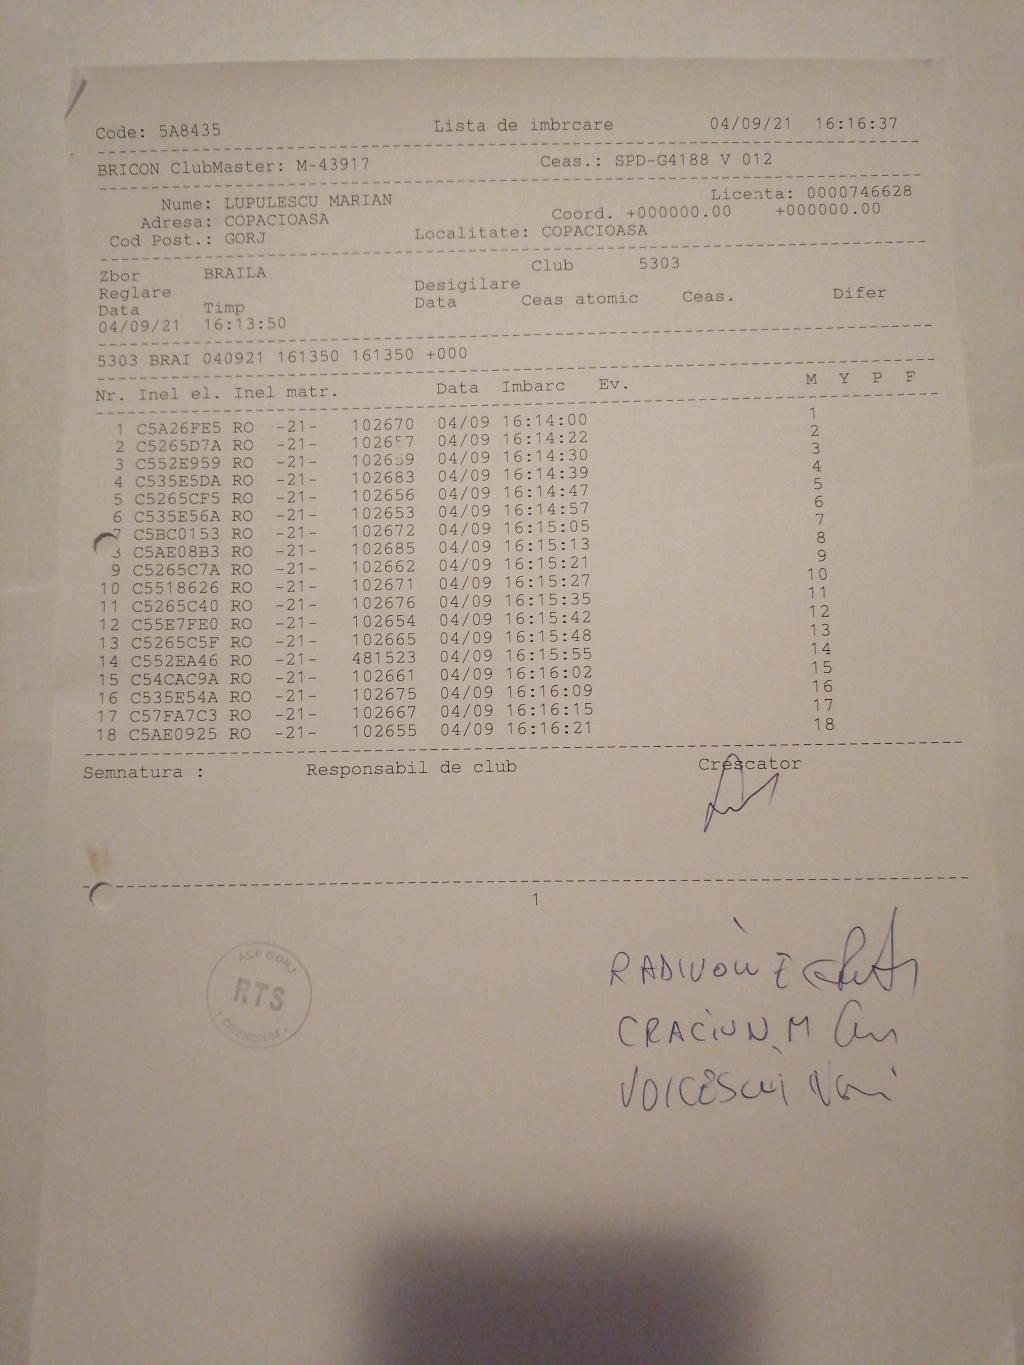 Code: 5A8435 Lista de imbrcare 04/09/21 16:16:37
BRICON ClubMaster: M-43917 Ceas.: SPD-G4188 V 012
Nume: LUPULESCU MARIAN Licenta: 0000746628
Adresa: COPACIOASA Coord. +000000.00 +000000.00
Cod Post.: GORJ Localitate: COPACIOASA
Zbor BRAILA Club 5303
Reglare Desigilare
Data Timp Data Ceas atomic Ceas. Difer
04/09/21 16:13:50
5303 BRAI 040921 161350 161350 +000
Nr. Inel el. Inel matr. Data Imbarc Ev. M Y P F
1 C5A26FE5 RO -21- 102670 04/09 16:14:00 1
2 C5265D7A RO -21- 04/09 16:14:22 2
3 C552E959 RO -21- 04/09 16:14:30 3
4 C535E5DA RO -21- 102683 04/09 16:14:39 4
5 C5265CF5 RO -21- 102656 04/09 16:14:47 5
6 C535E56A RO -21- 102653 04/09 16:14:57 6
7 C5BC0153 RO -21- 102672 04/09 16:15:05 7
C5AE08B3 RO -21- 102685 04/09 16:15:13 8
9 C5265C7A RO -21- 102662 04/09 16:15:21 9
10 C5518626 RO -21- 102671 04/09 16:15:27 10
11 C5265C40 RO -21- 102676 04/09 16:15:35 11
12 C55E7FE0 RO -21- 102654 04/09 16:15:42 12
13 C5265C5F RO -21- 102665 04/09 16:15:48 13
14 C552EA46 RO -21- 481523 04/09 16:15:55 14
15 C54CAC9A RO -21- 102661 04/09 16:16:02 15
16 C535E54A RO -21- 102675 04/09 16:16:09 16
17 C57FA7C3 RO -21- 102667 04/09 16:16:15 17
18 C5AE0925 RO -21- 102655 04/09 16:16:21 18
Semnatura : Responsabil de club Crescator
1
ACP GORJ
RTS
RADIVOI
CRACIUN M
VOICESCU